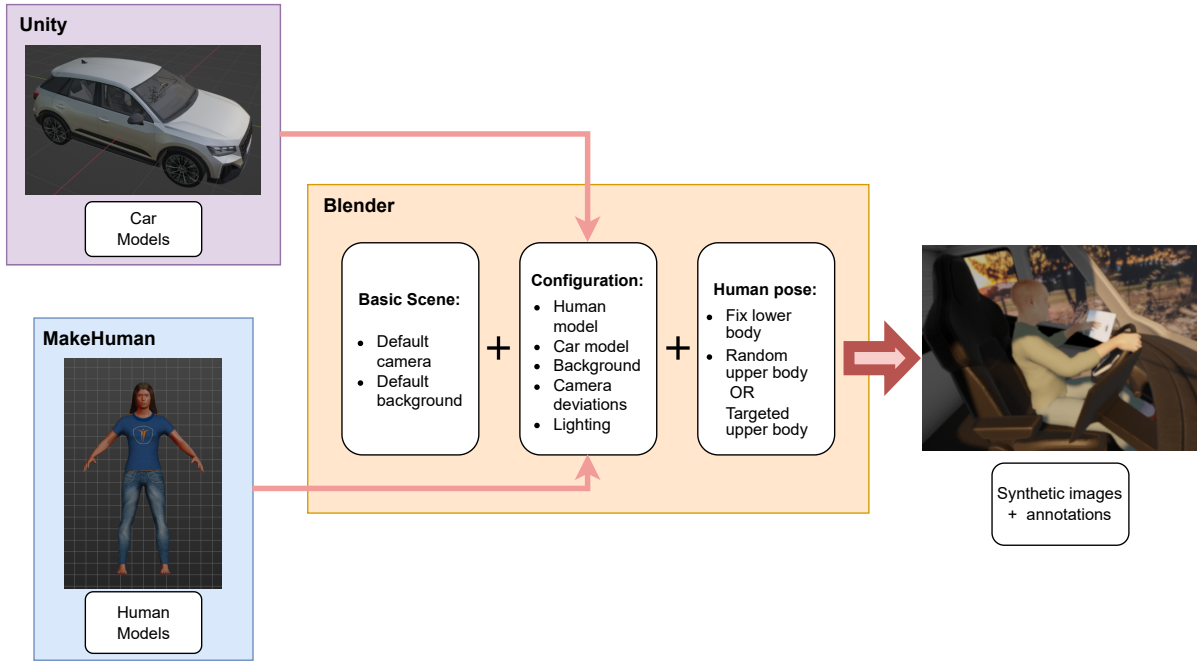 Unity
Car
Models
MakeHuman
Human
Models
Blender
Basic Scene:
• Default
camera
• Default
background
+
Configuration:
• Human
model
• Car model
• Background
• Camera
deviations
• Lighting
+
Human pose:
• Fix lower
body
• Random
upper body
OR
Targeted
upper body
Synthetic images
+ annotations